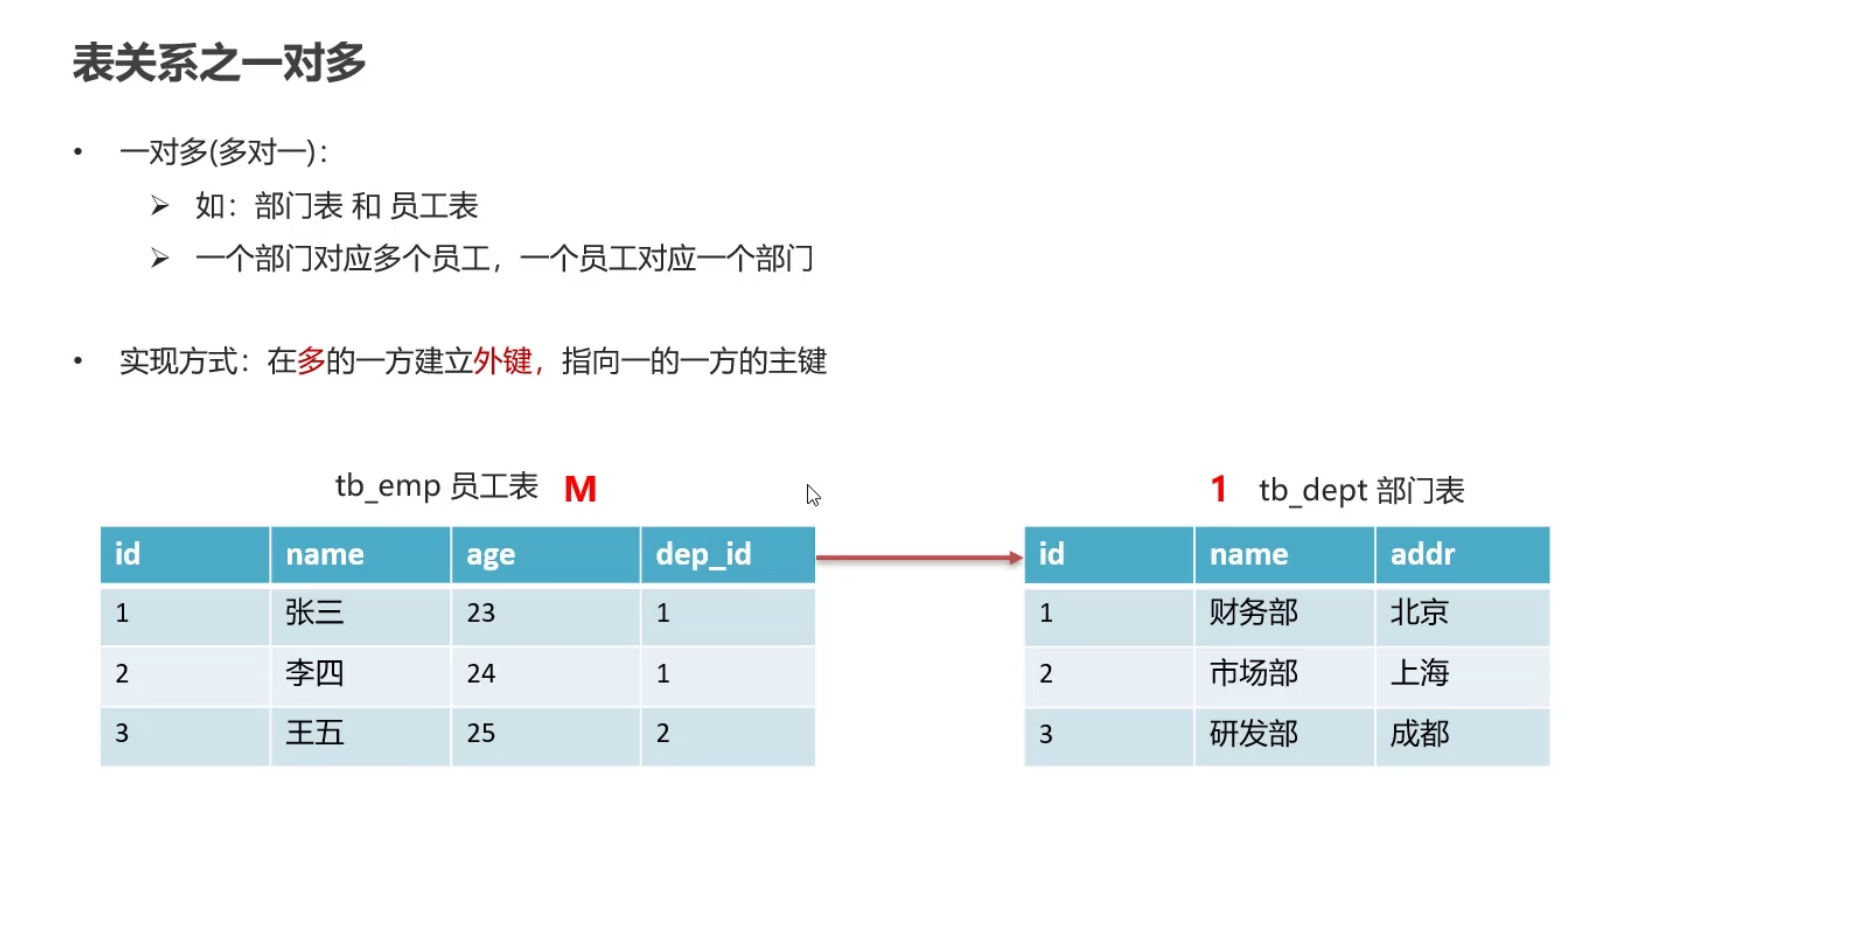 表关系之一对多
• 一对多(多对一)：
➢ 如：部门表 和 员工表
➢ 一个部门对应多个员工，一个员工对应一个部门
• 实现方式：在多的一方建立外键，指向一的一方的主键
tb_emp 员工表 M
id name age dep_id
1 张三 23 1
2 李四 24 1
3 王五 25 2
1 tb_dept 部门表
id name addr
1 财务部 北京
2 市场部 上海
3 研发部 成都